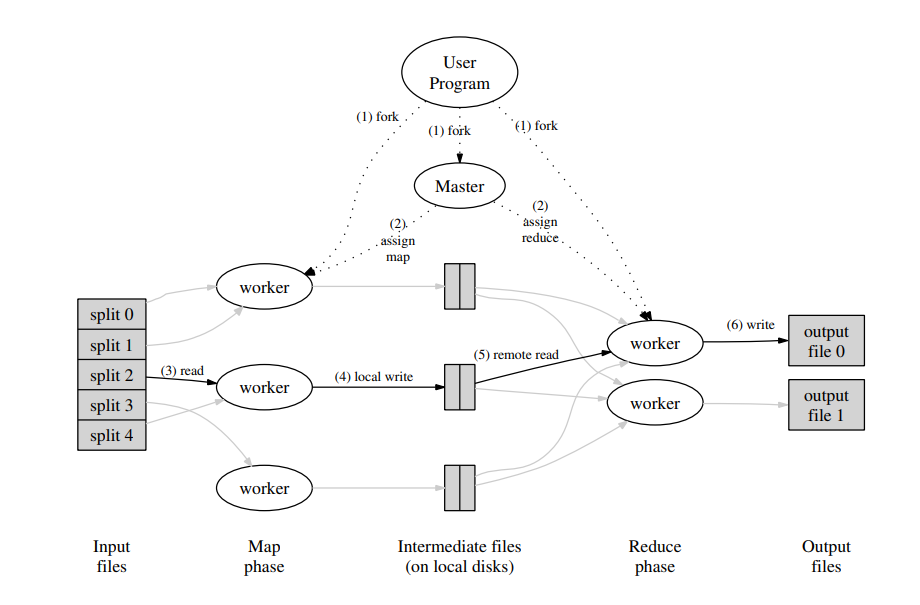 User
Program
(1) fork
(1) fork
(1) fork
Master
(2)
assign
map
(2)
assign
reduce
worker
split 0
split 1
split 2
split 3
split 4
(3) read
worker
(4) local write
(5) remote read
worker
worker
worker
(6) write
output
file 0
output
file 1
Input
files
Map
phase
Intermediate files
(on local disks)
Reduce
phase
Output
files